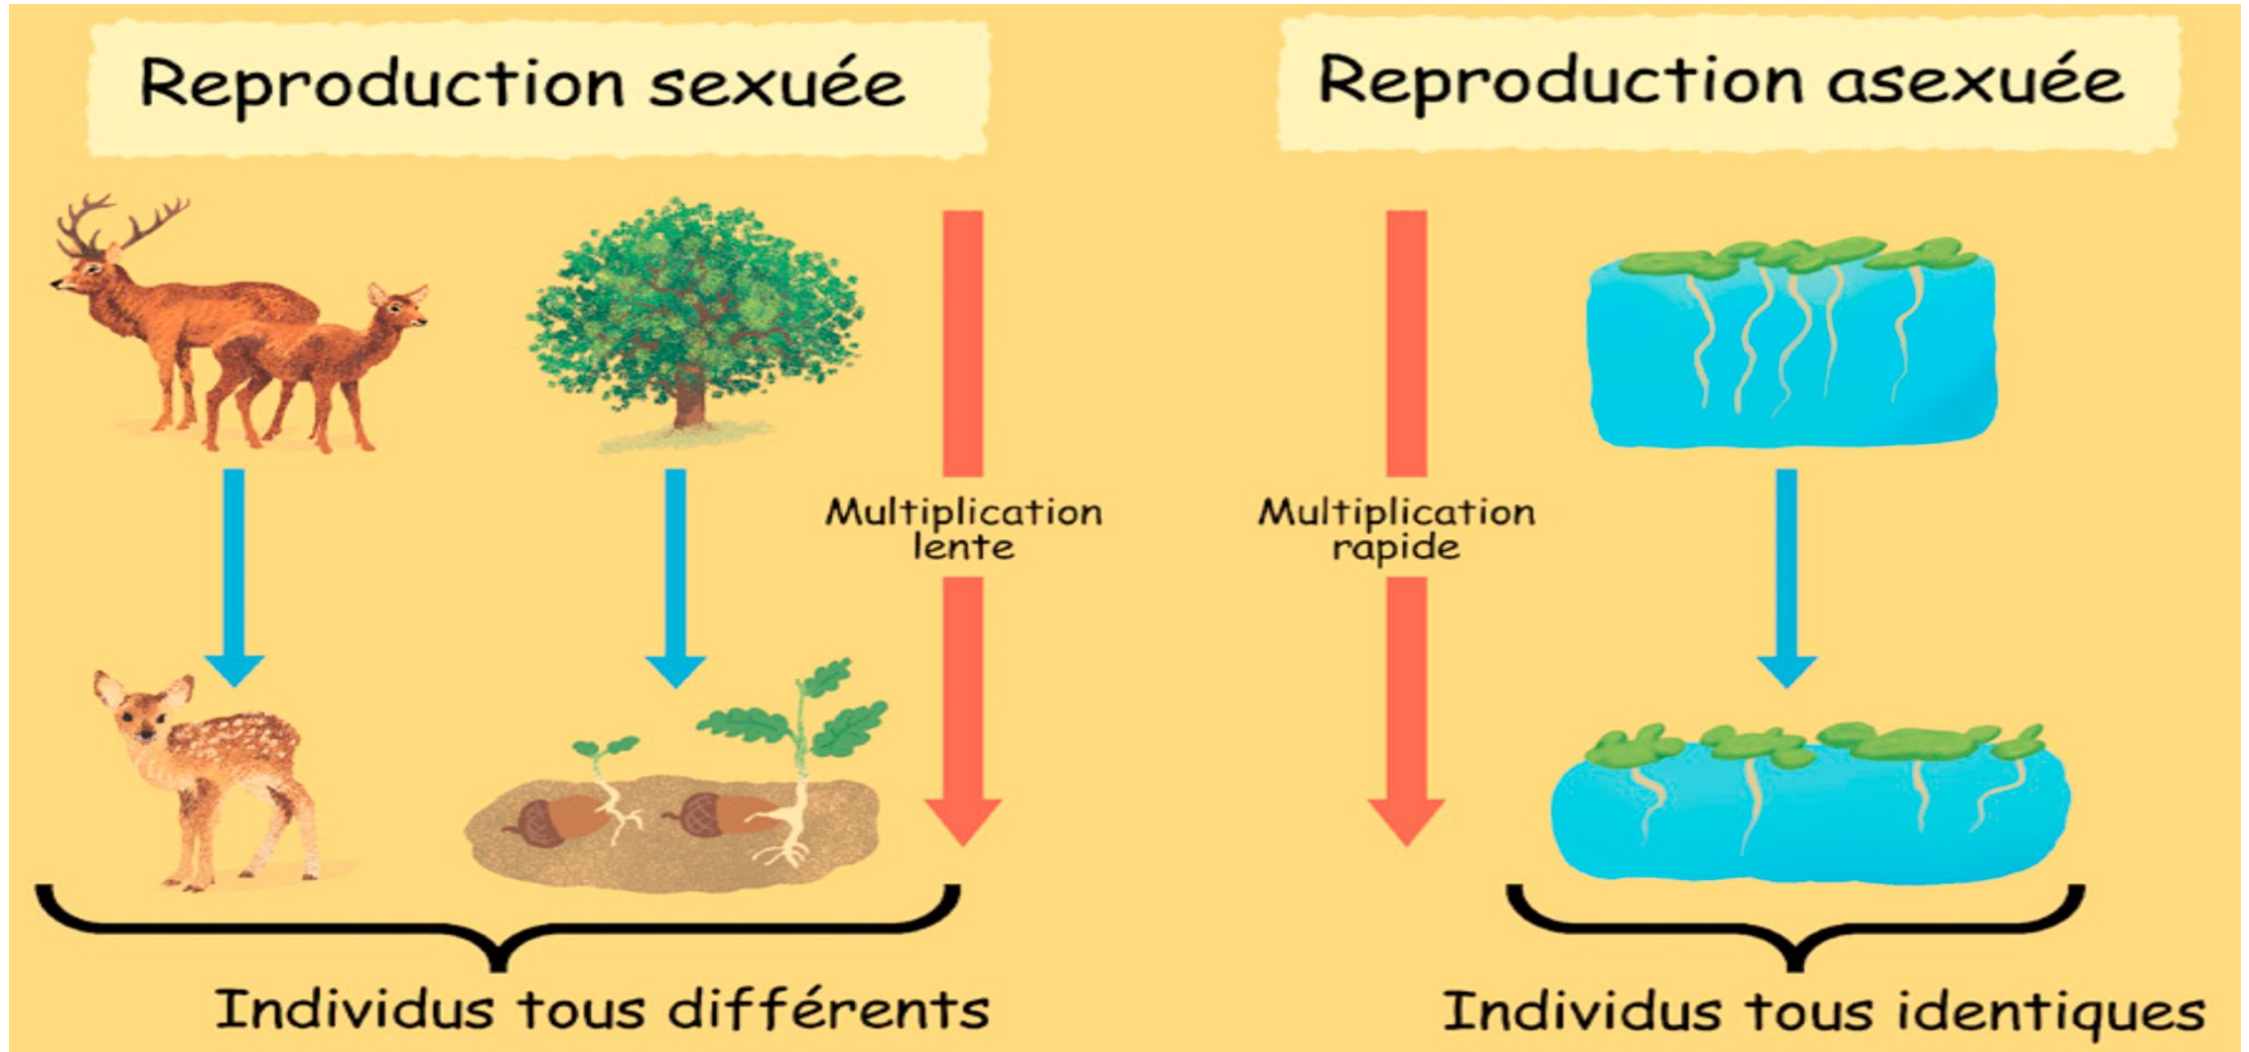 Reproduction sexuée
Reproduction asexuée
Multiplication
lente
Multiplication
rapide
Individus tous différents
Individus tous identiques